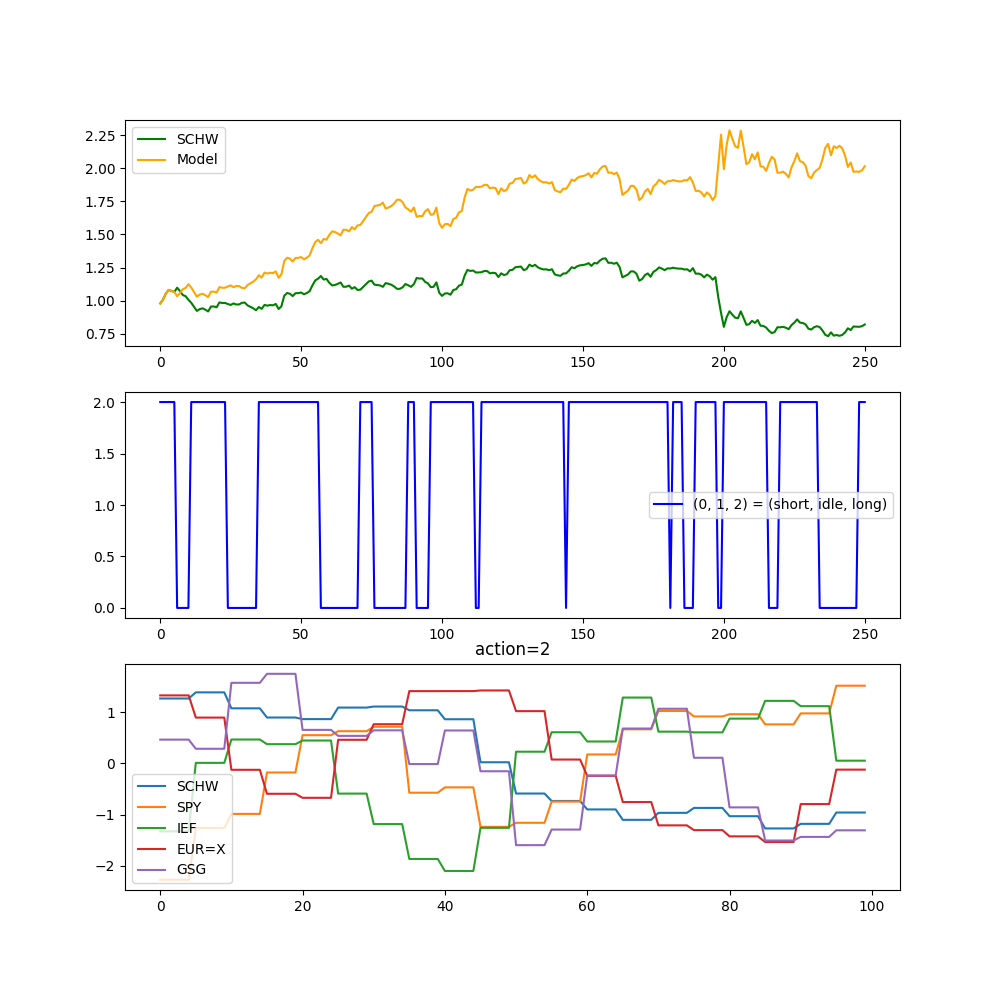 SCHW
Model
2.25
2.00
1.75
1.50
1.25
1.00
0.75
0 50 100 150 200 250
2.0
1.5
1.0
0.5
0.0
(0, 1, 2) = (short, idle, long)
0 50 100 150 200 250
action=2
1
0
−1
−2
SCHW
SPY
IEF
EUR=X
GSG
0 20 40 60 80 100